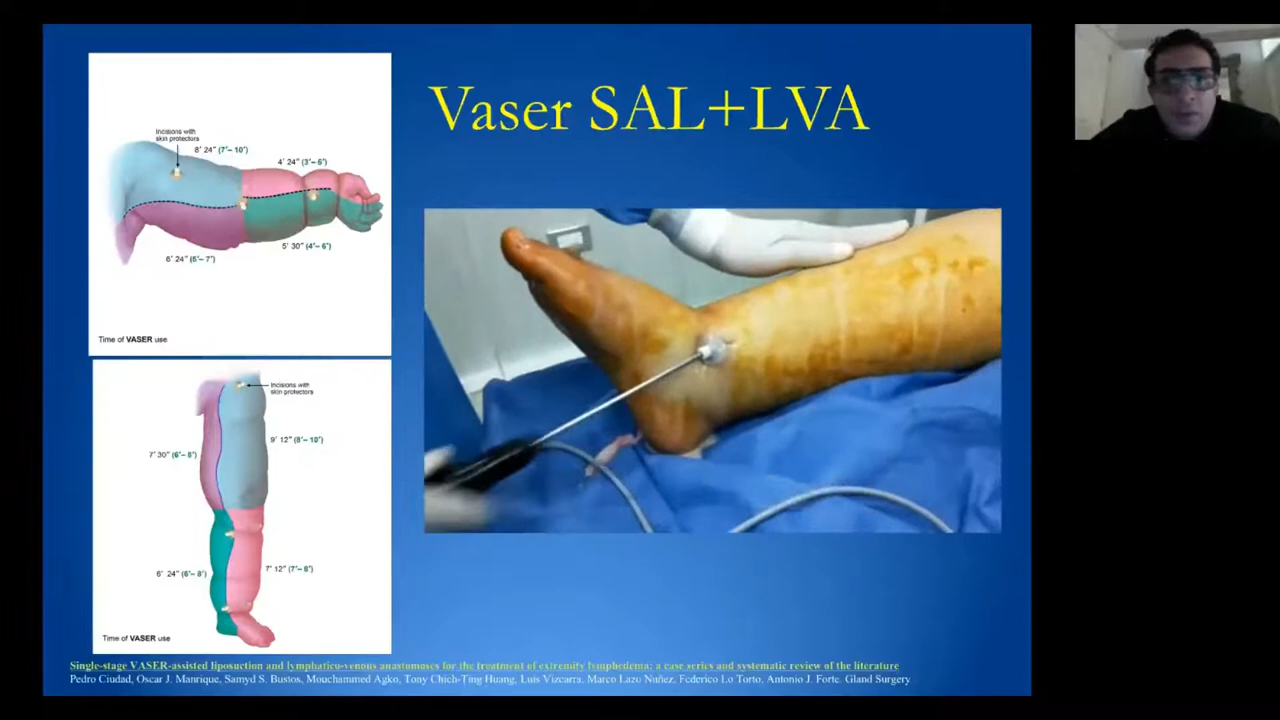 Vaser SAL+LVA
Incisions with
skin protectors
8' 24" (7'– 10')
4' 24" (3'– 6')
5' 30" (4'– 6')
6' 24" (5'– 7')
Time of VASER use
Incisions with
skin protectors
9' 12" (8'– 10')
7' 30" (6'– 8')
6' 24" (6'– 8')
7' 12" (7'– 8')
Time of VASER use
Single-stage VASER-assisted liposuction and lymphatico-venous anastomoses for the treatment of extremity lymphedema: a case series and systematic review of the literature
Pedro Ciudad, Oscar J. Manrique, Samyd S. Bustos, Mouchammed Agko, Tony Chieh-Ting Huang, Luis Vizcarra, Marco Lazo Nuñez, Federico Lo Torto, Antonio J. Forte. Gland Surgery